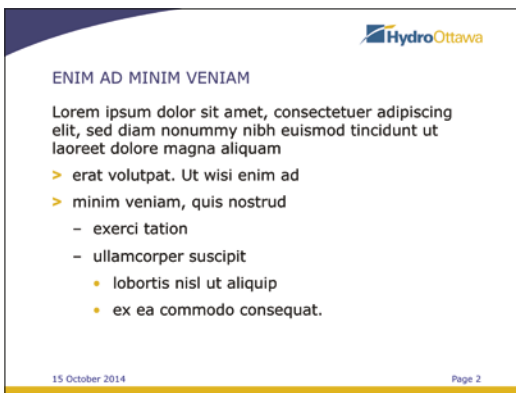 HydroOttawa
ENIM AD MINIM VENIAM
Lorem ipsum dolor sit amet, consectetuer adipiscing
elit, sed diam nonummy nibh euismod tincidunt ut
laoreet dolore magna aliquam
> erat volutpat. Ut wisi enim ad
> minim veniam, quis nostrud
– exerci tation
– ullamcorper suscipit
• lobortis nisl ut aliquip
• ex ea commodo consequat.
15 October 2014 Page 2